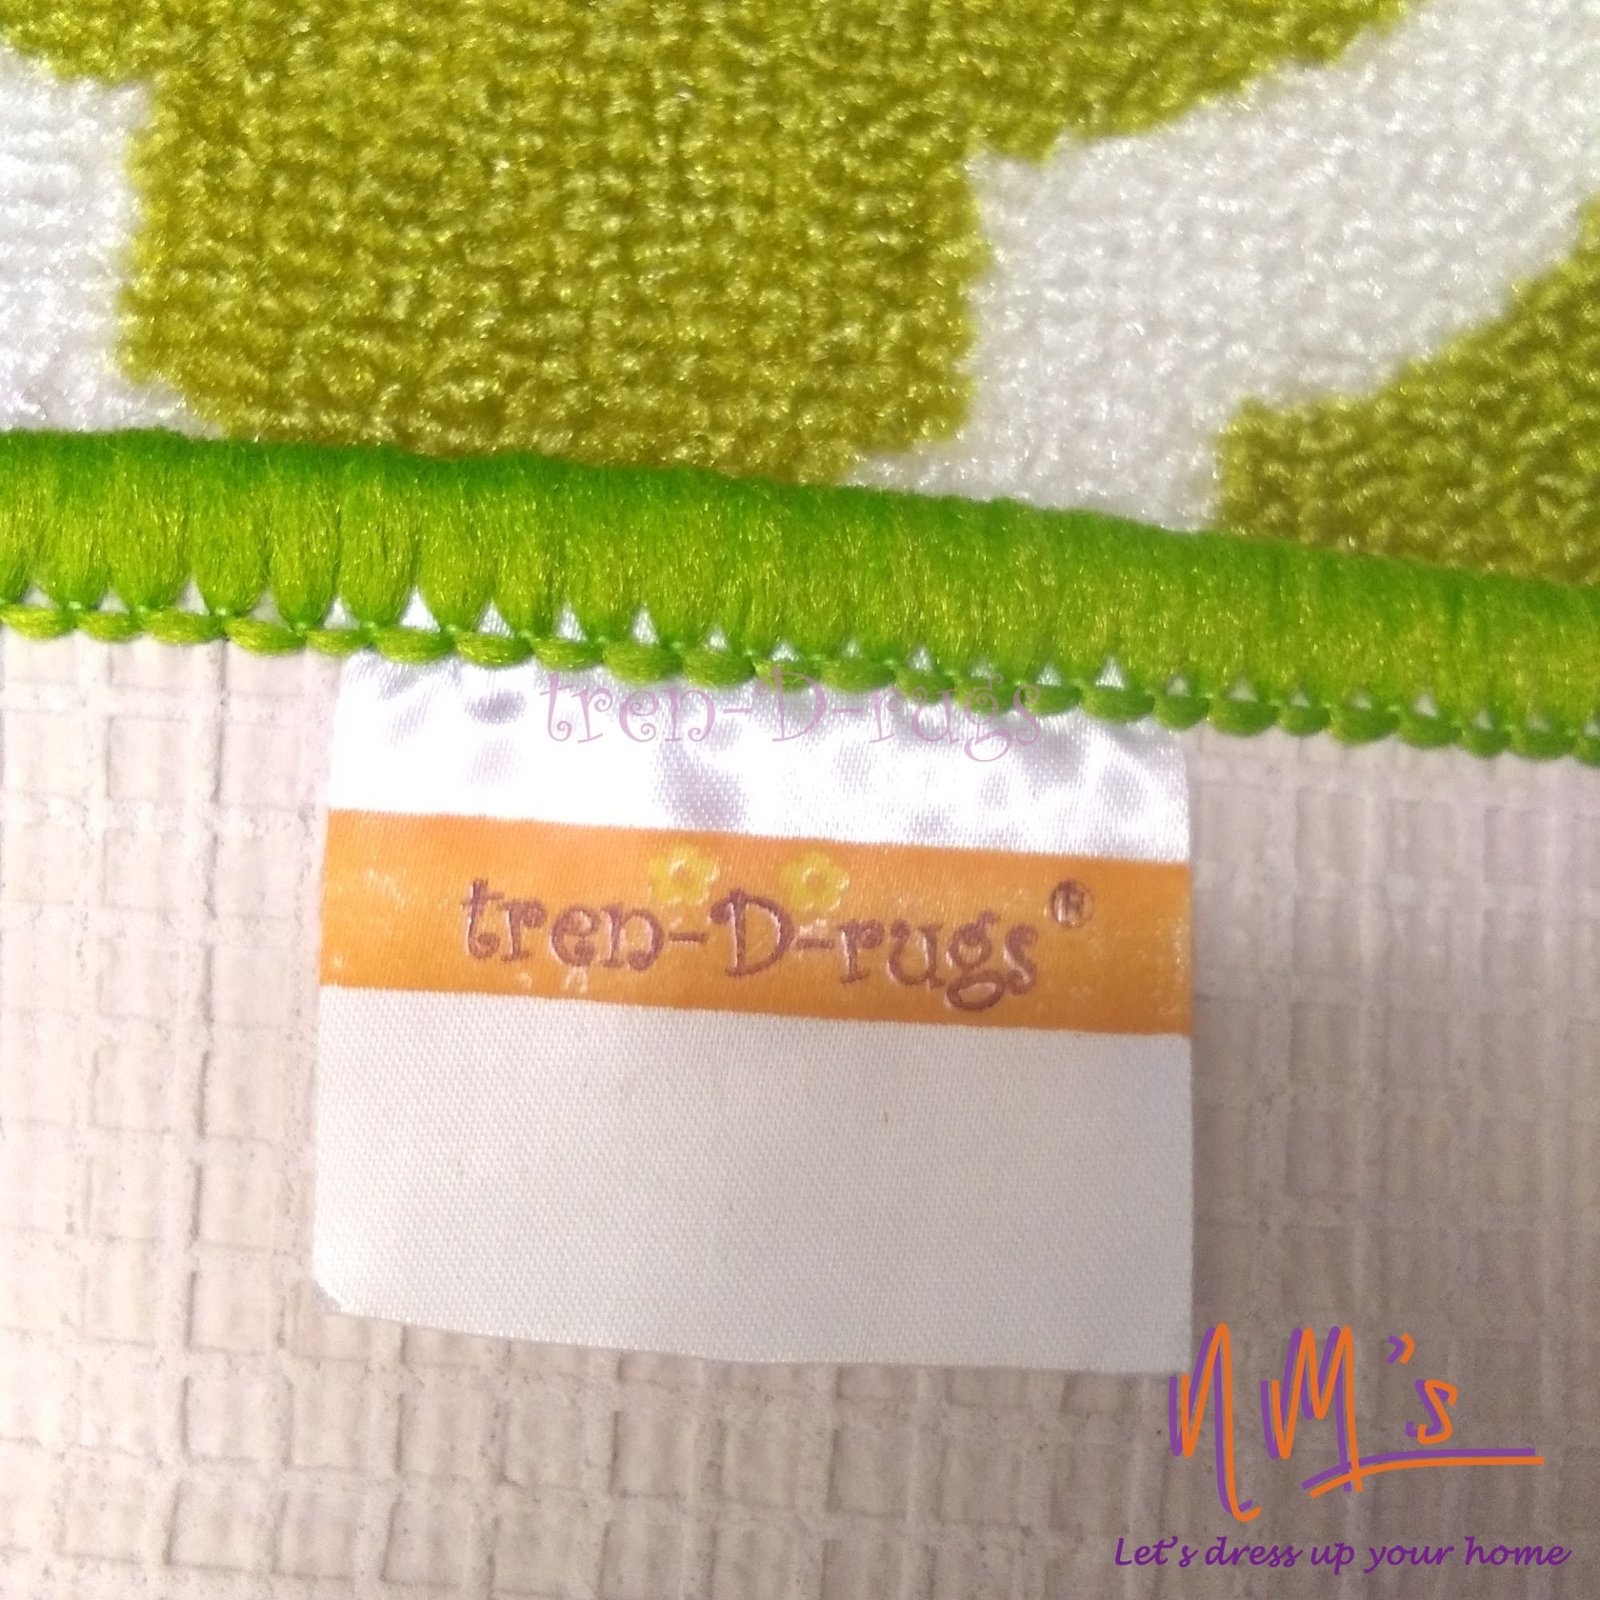 tren-D-rugs
tren-D-rugs®
NM's
Let's dress up your home